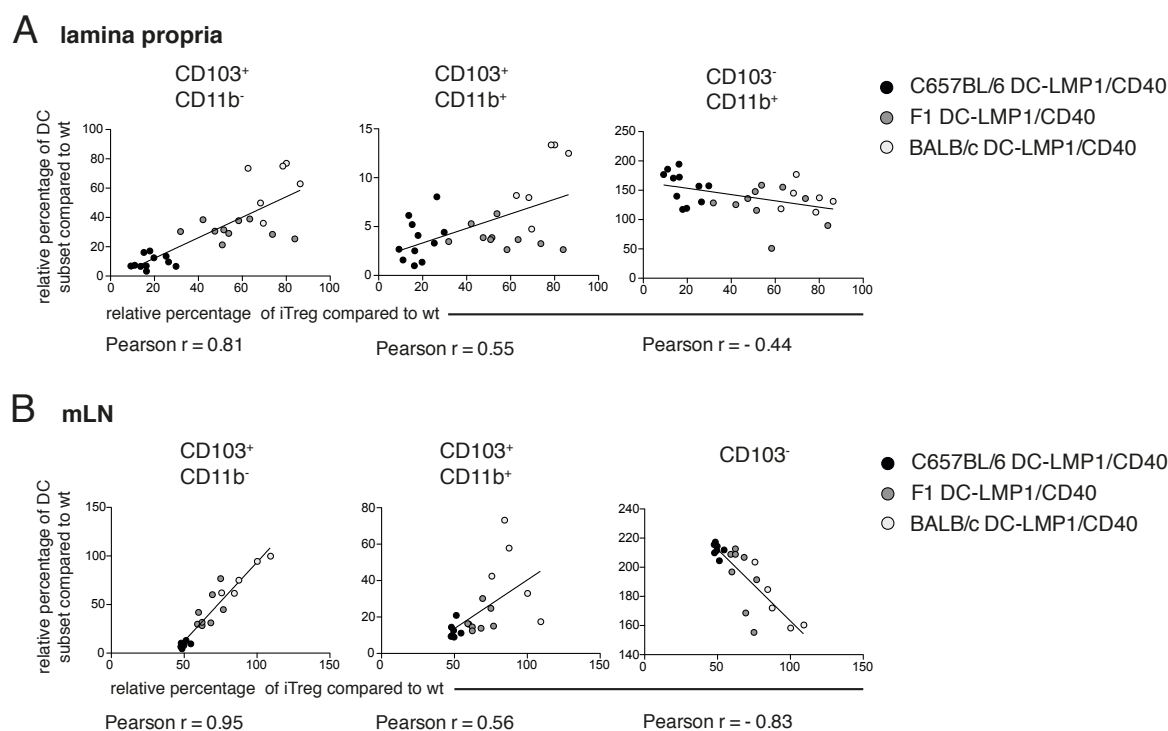 A lamina propria
CD103⁺
CD11b⁻
CD103⁺
CD11b⁺
CD103⁻
CD11b⁺
C657BL/6 DC-LMP1/CD40
F1 DC-LMP1/CD40
BALB/c DC-LMP1/CD40
relative percentage of DC
subset compared to wt
100
80
60
40
20
0
0 20 40 60 80 100
15
10
5
0
0 20 40 60 80 100
250
200
150
100
50
0
0 20 40 60 80 100
relative percentage of iTreg compared to wt
Pearson r = 0.81
Pearson r = 0.55
Pearson r = - 0.44
B mLN
CD103⁺
CD11b⁻
CD103⁺
CD11b⁺
CD103⁻
C657BL/6 DC-LMP1/CD40
F1 DC-LMP1/CD40
BALB/c DC-LMP1/CD40
relative percentage of DC
subset compared to wt
150
100
50
0
0 50 100 150
80
60
40
20
0
0 50 100 150
240
220
200
180
160
140
0 50 100 150
relative percentage of iTreg compared to wt
Pearson r = 0.95
Pearson r = 0.56
Pearson r = - 0.83